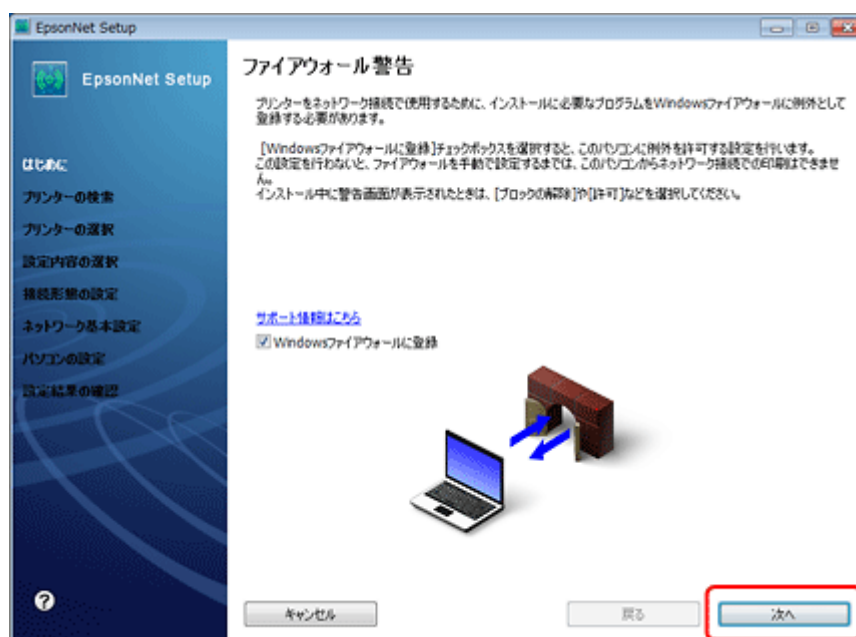 EpsonNet Setup
EpsonNet Setup
はじめに
プリンターの検索
プリンターの選択
設定内容の選択
接続形態の設定
ネットワーク基本設定
パソコンの設定
設定結果の確認
ファイアウォール警告
プリンターをネットワーク接続で使用するために、インストールに必要なプログラムをWindowsファイアウォールに例外として
登録する必要があります。
[Windowsファイアウォールに登録]チェックボックスを選択すると、このパソコンに例外を許可する設定を行います。
この設定を行わないと、ファイアウォールを手動で設定するまでは、このパソコンからネットワーク接続での印刷はできませ
ん。
インストール中に警告画面が表示されたときは、[ブロックの解除]や[許可]などを選択してください。
サポート情報はこちら
Windowsファイアウォールに登録
?
キャンセル
戻る
次へ